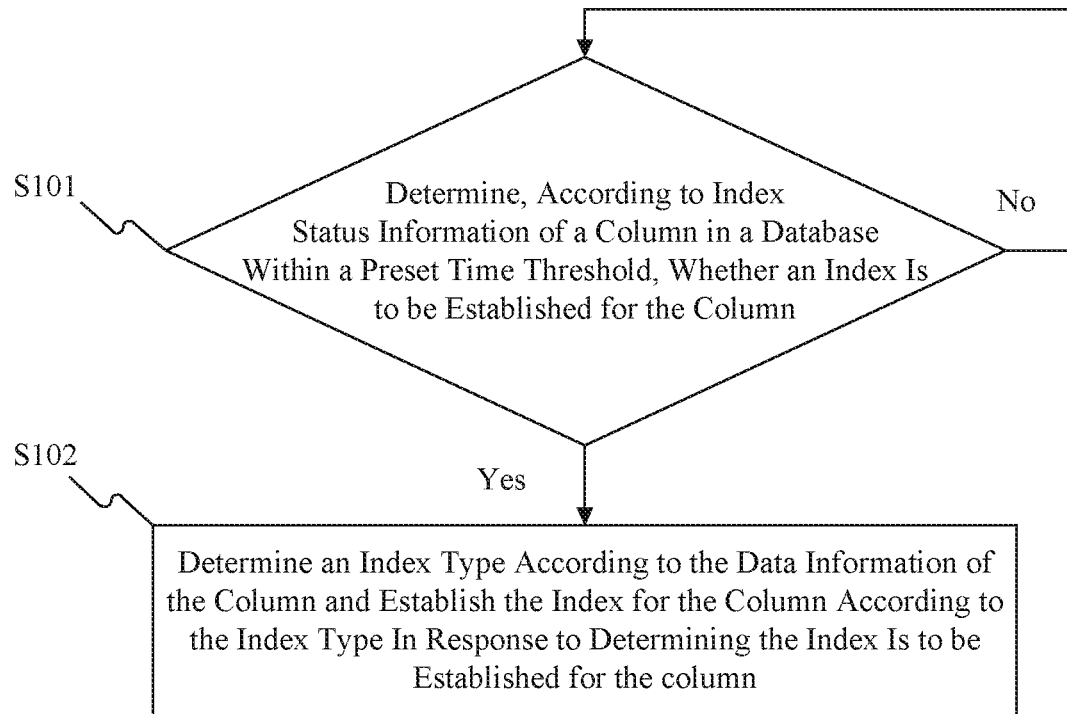 S101
Determine, According to Index
Status Information of a Column in a Database
Within a Preset Time Threshold, Whether an Index Is
to be Established for the Column
No
S102
Yes
Determine an Index Type According to the Data Information of
the Column and Establish the Index for the Column According to
the Index Type In Response to Determining the Index Is to be
Established for the column